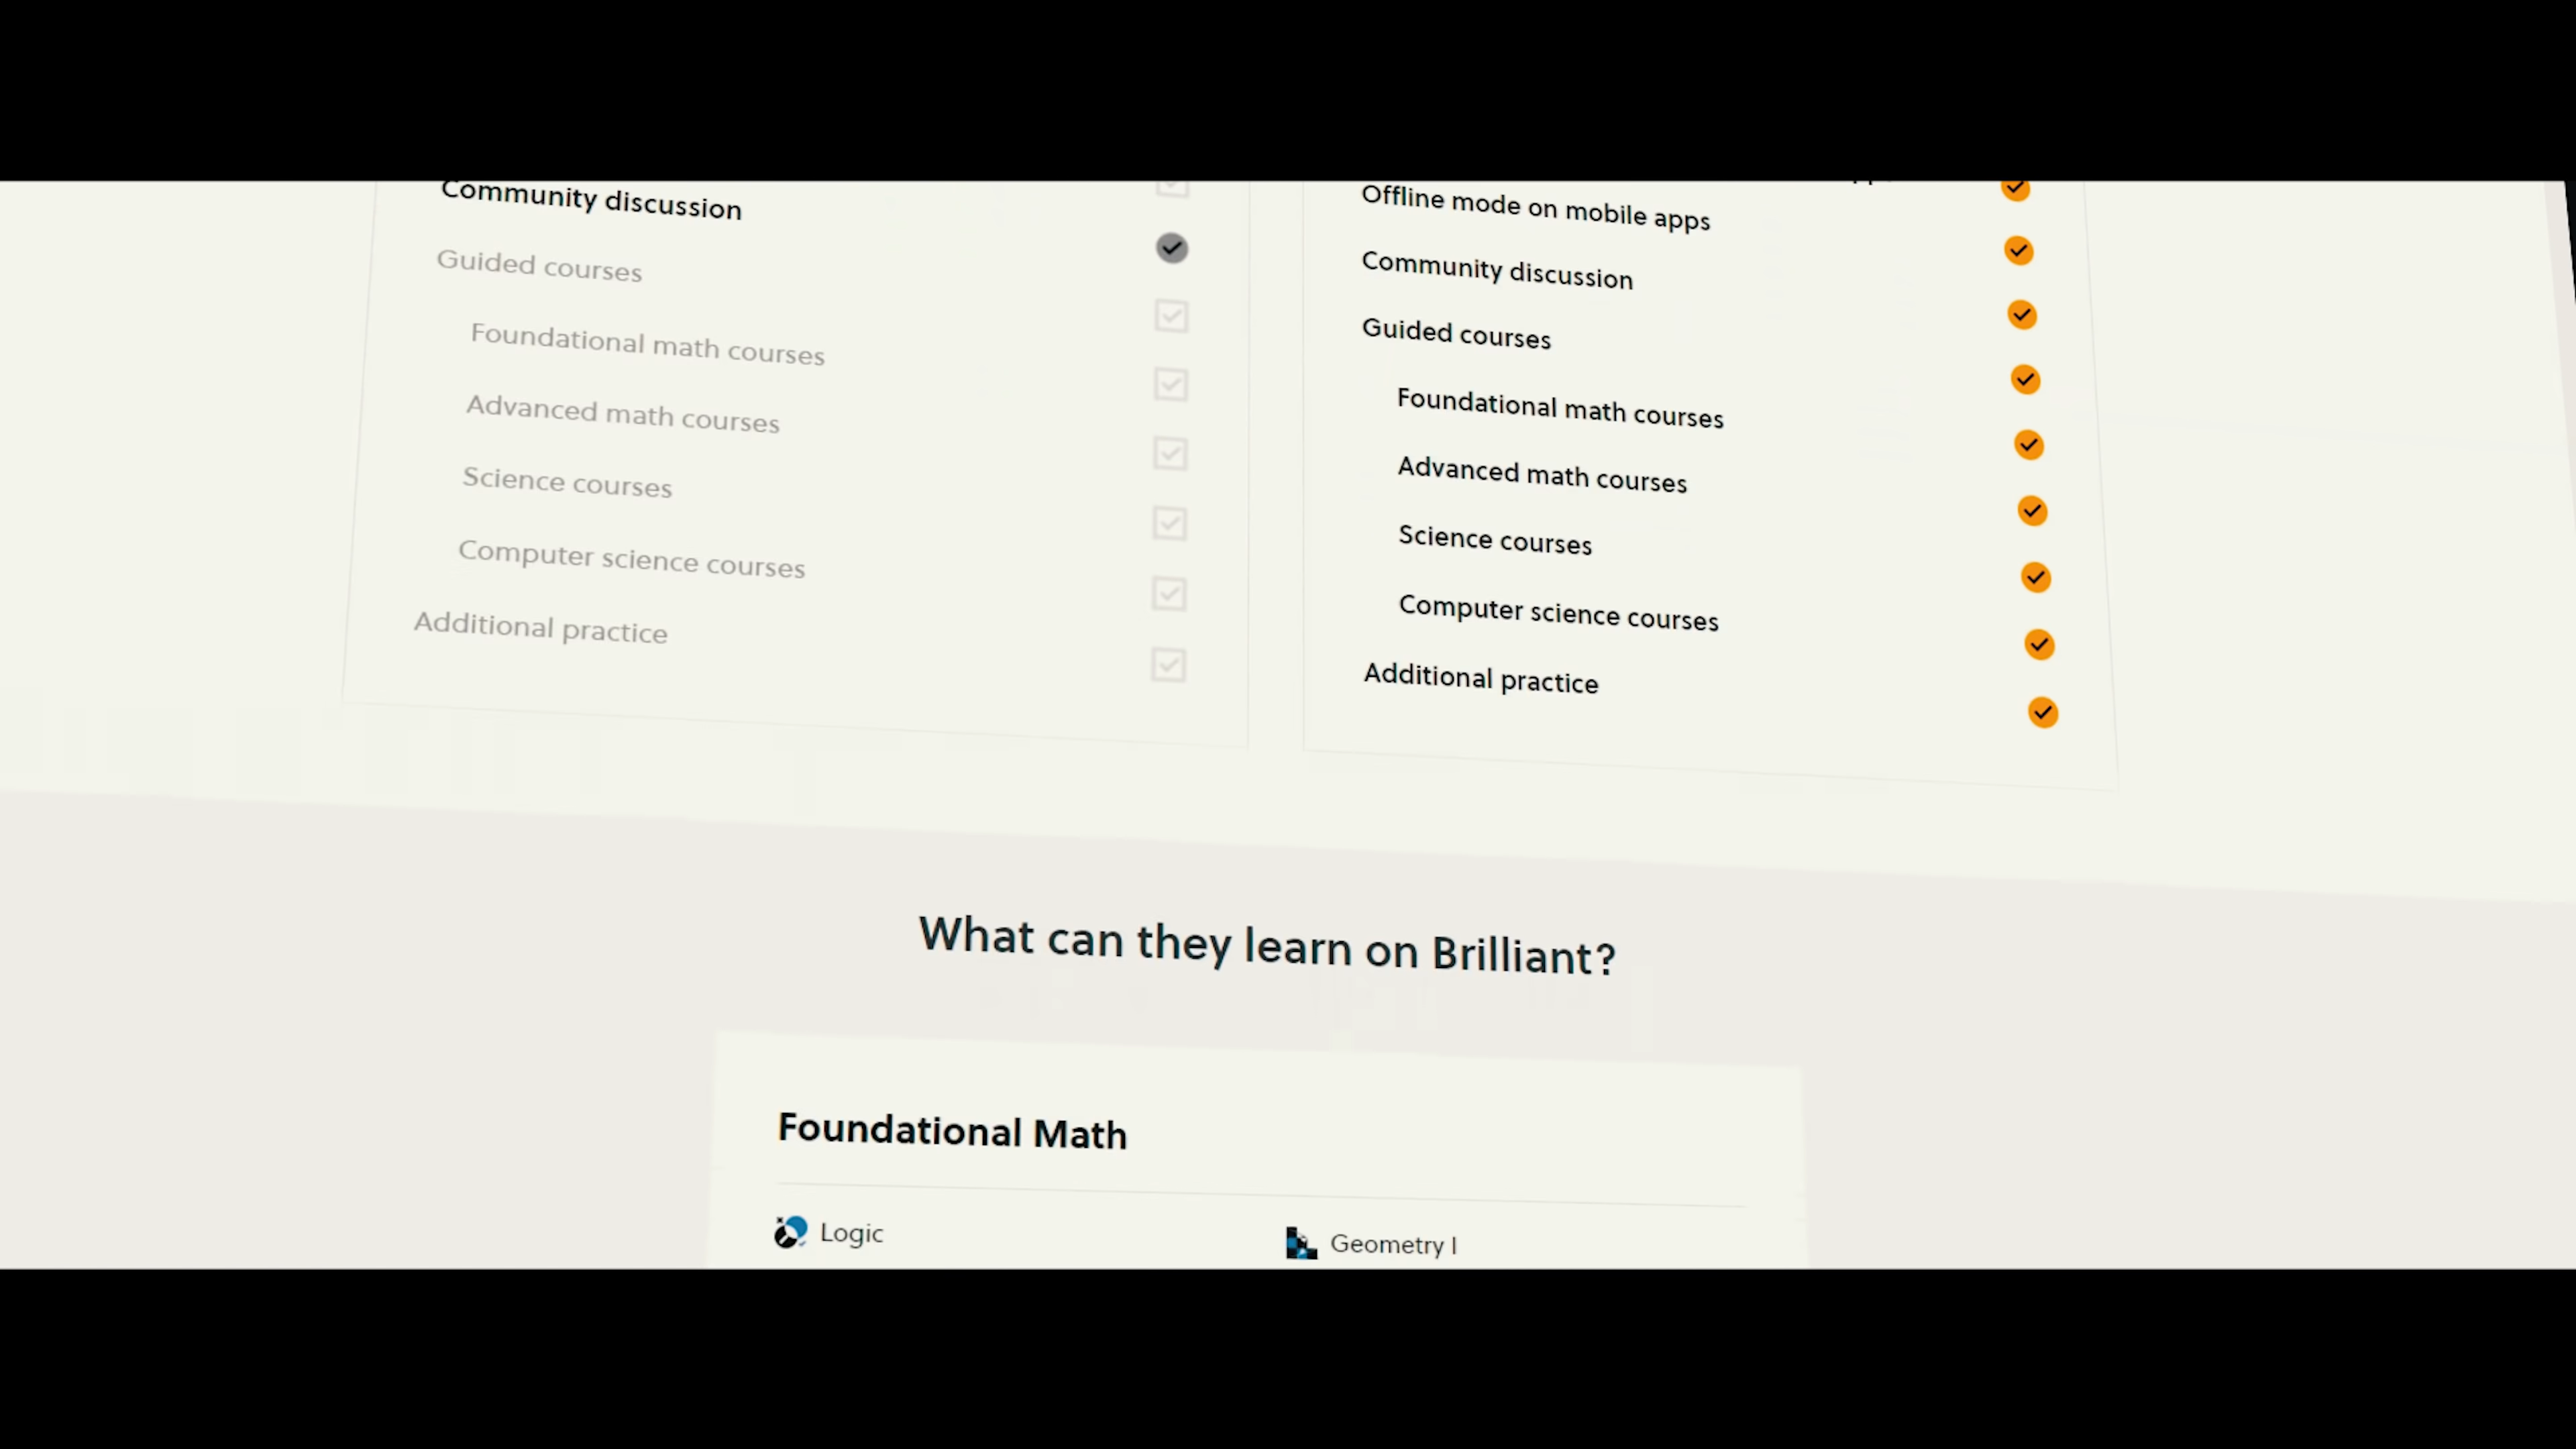 Community discussion
Guided courses
Foundational math courses
Advanced math courses
Science courses
Computer science courses
Additional practice
Offline mode on mobile apps
Community discussion
Guided courses
Foundational math courses
Advanced math courses
Science courses
Computer science courses
Additional practice
What can they learn on Brilliant?
Foundational Math
Logic
Geometry I